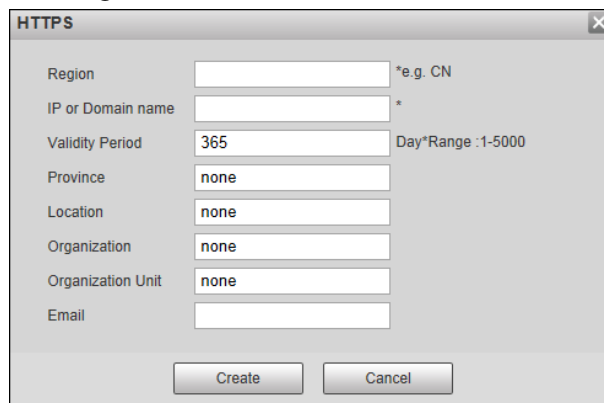 HTTPS
Region *e.g. CN
IP or Domain name *
Validity Period 365 Day*Range :1-5000
Province none
Location none
Organization none
Organization Unit none
Email
Create Cancel